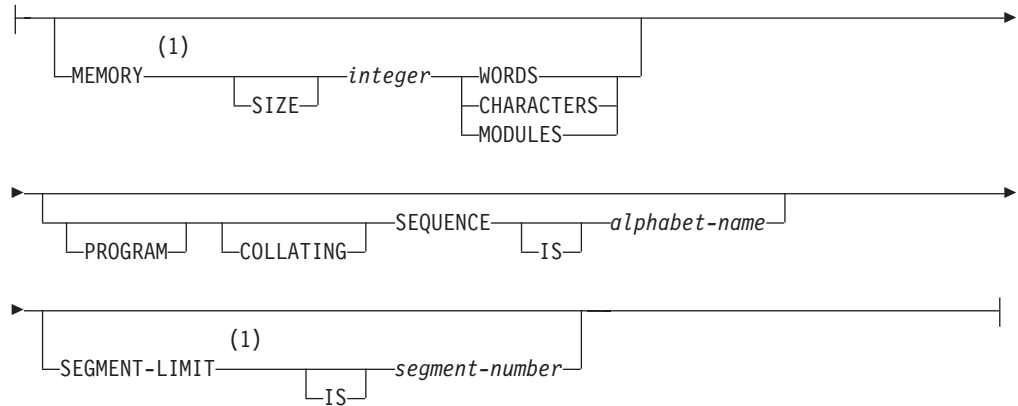 (1)
MEMORY integer WORDS
SIZE CHARACTERS
MODULES
SEQUENCE alphabet-name
PROGRAM COLLATING IS
(1)
SEGMENT-LIMIT segment-number
IS